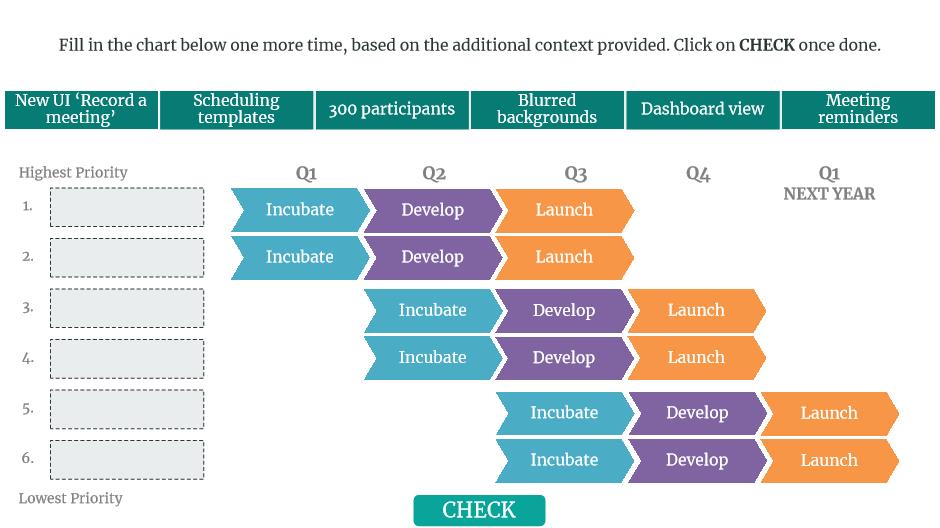 Fill in the chart below one more time, based on the additional context provided. Click on CHECK once done.
New UI ‘Record a
meeting’
Scheduling
templates
300 participants
Blurred
backgrounds
Dashboard view
Meeting
reminders
Highest Priority
Q1
Q2
Q3
Q4
Q1
NEXT YEAR
1.
Incubate
Develop
Launch
2.
Incubate
Develop
Launch
3.
Incubate
Develop
Launch
4.
Incubate
Develop
Launch
5.
Incubate
Develop
Launch
6.
Incubate
Develop
Launch
Lowest Priority
CHECK